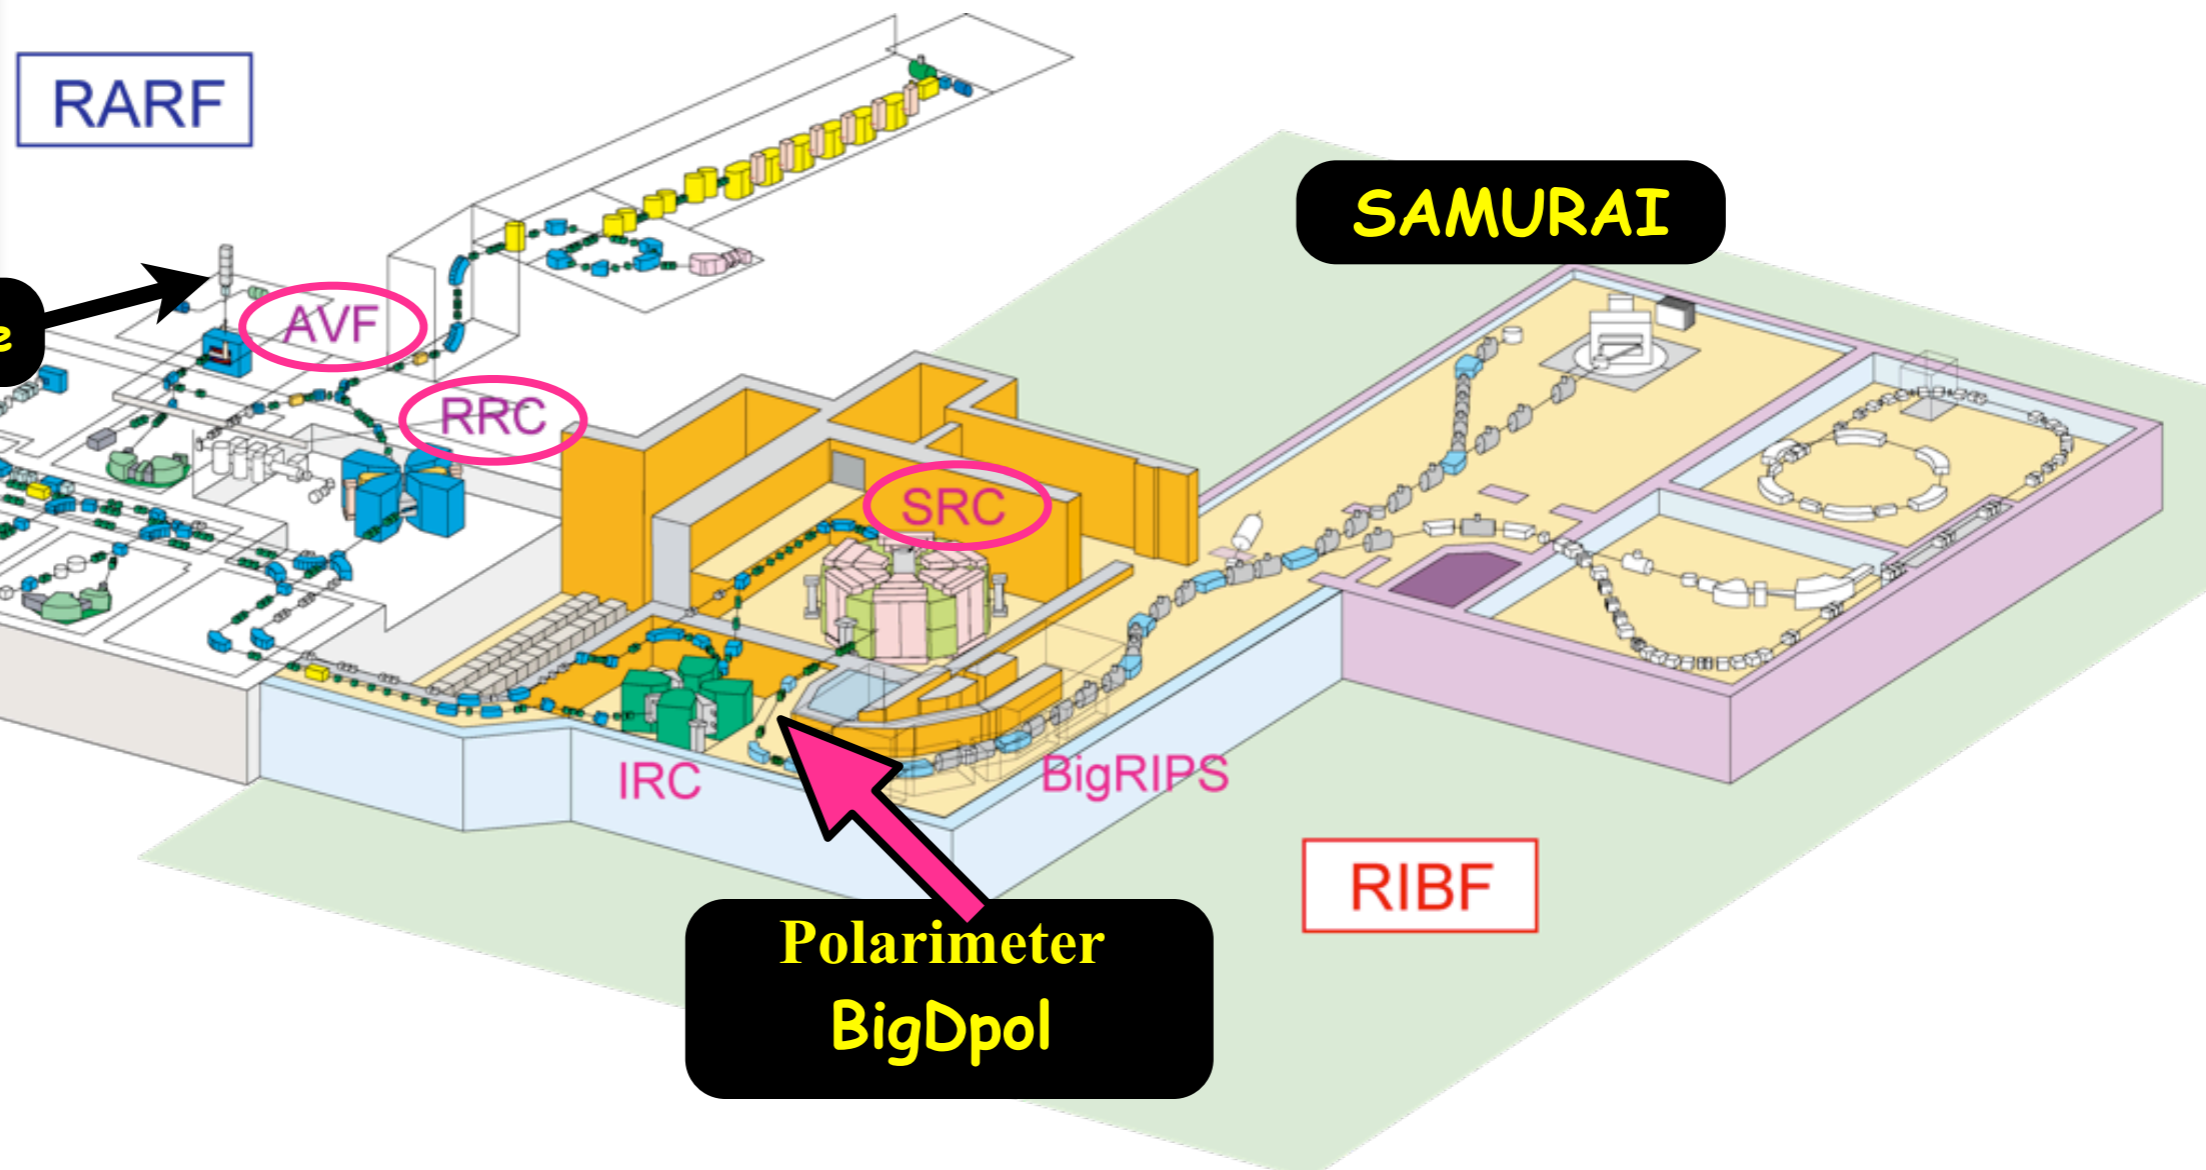 RARF
SAMURAI
AVF
RRC
SRC
IRC
BigRIPS
RIBF
Polarimeter
BigDpol